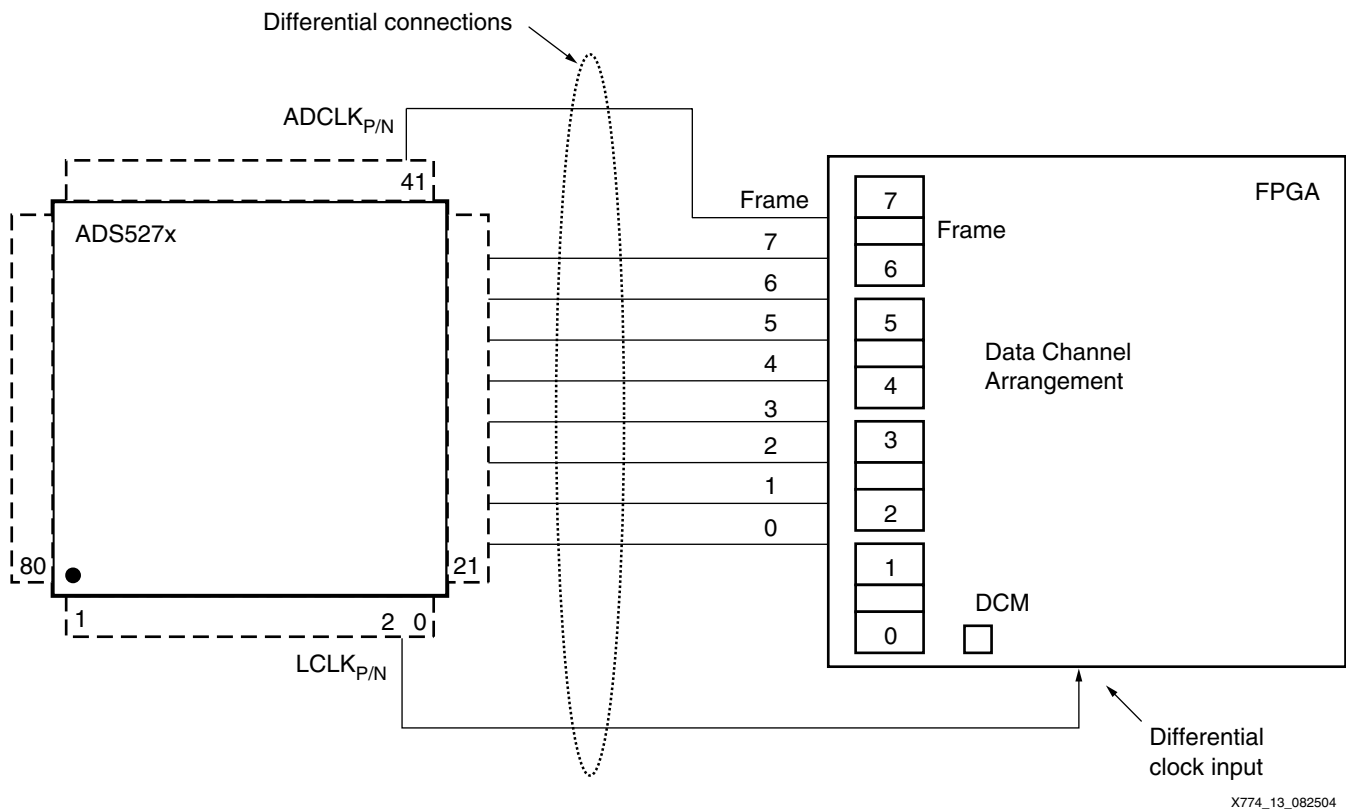 Differential connections
ADCLKP/N
41
Frame
7
FPGA
ADS527x
7
Frame
6
6
5
5
Data Channel
4
Arrangement
4
3
3
2
1
2
0
80
21
1
1
2 0
DCM
0
LCLKP/N
Differential
clock input
X774_13_082504